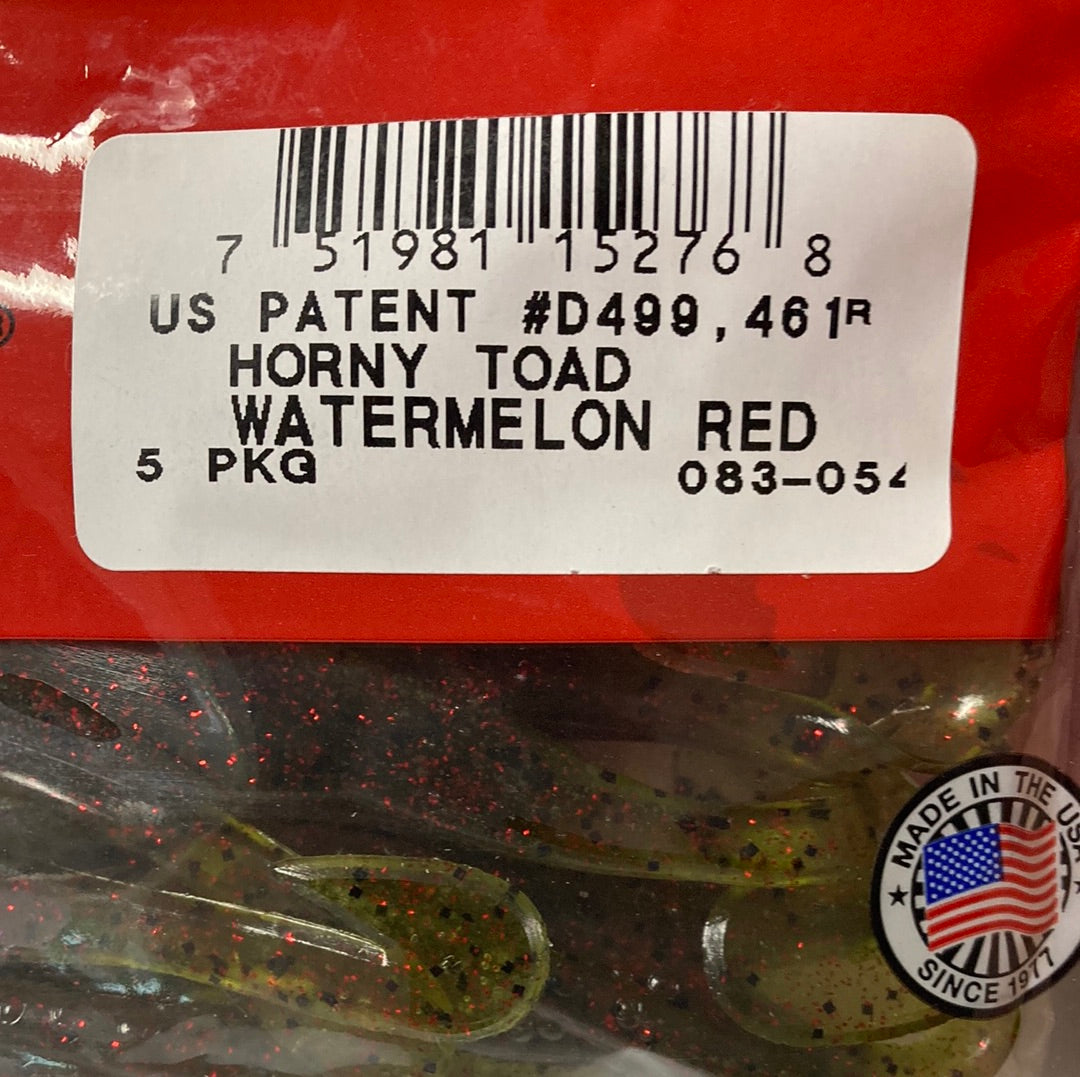 7 51981 15276 8
US PATENT #D499,461R
HORNY TOAD
WATERMELON RED
5 PKG
083-054
MADE IN THE USA
SINCE 1977
®